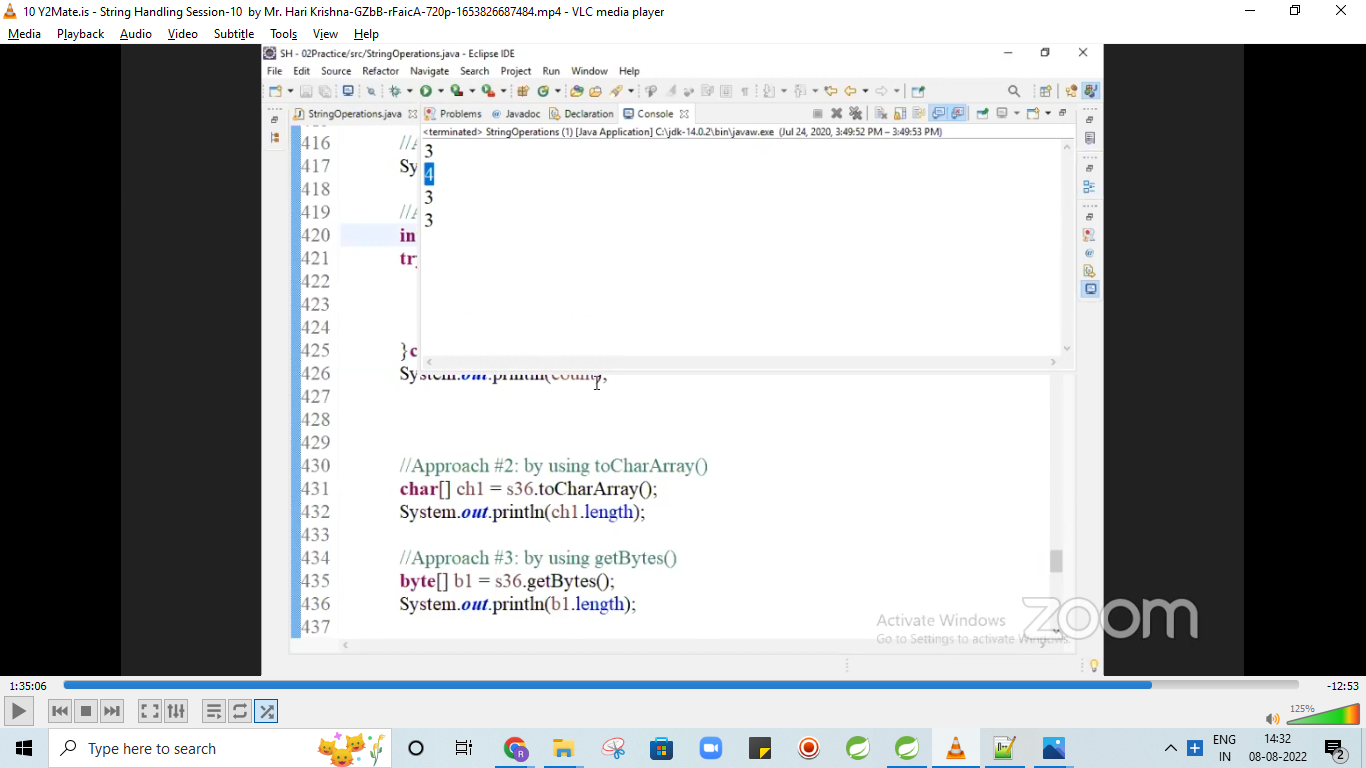 10 Y2Mate.is - String Handling Session-10 by Mr. Hari Krishna-GZbB-rFaicA-720p-1653826687484.mp4 - VLC media player
Media Playback Audio Video Subtitle Tools View Help
SH - 02Practice/src/StringOperations.java - Eclipse IDE
File Edit Source Refactor Navigate Search Project Run Window Help
StringOperations.java Problems @ Javadoc Declaration Console
<terminated> StringOperations (1) [Java Application] C:\jdk-14.0.2\bin\javaw.exe (Jul 24, 2020, 3:49:52 PM – 3:49:53 PM)
3
4
3
3
416 //A
417 Sy
418
419 //A
420 in
421 try
422
423
424
425 }c
426 System.out.println(count);
427
428
429
430 //Approach #2: by using toCharArray()
431 char[] ch1 = s36.toCharArray();
432 System.out.println(ch1.length);
433
434 //Approach #3: by using getBytes()
435 byte[] b1 = s36.getBytes();
436 System.out.println(b1.length);
437
Activate Windows
Go to Settings to activate Windows.
zoom
1:35:06 -12:53
125%
Type here to search
ENG
IN
14:32
08-08-2022
2